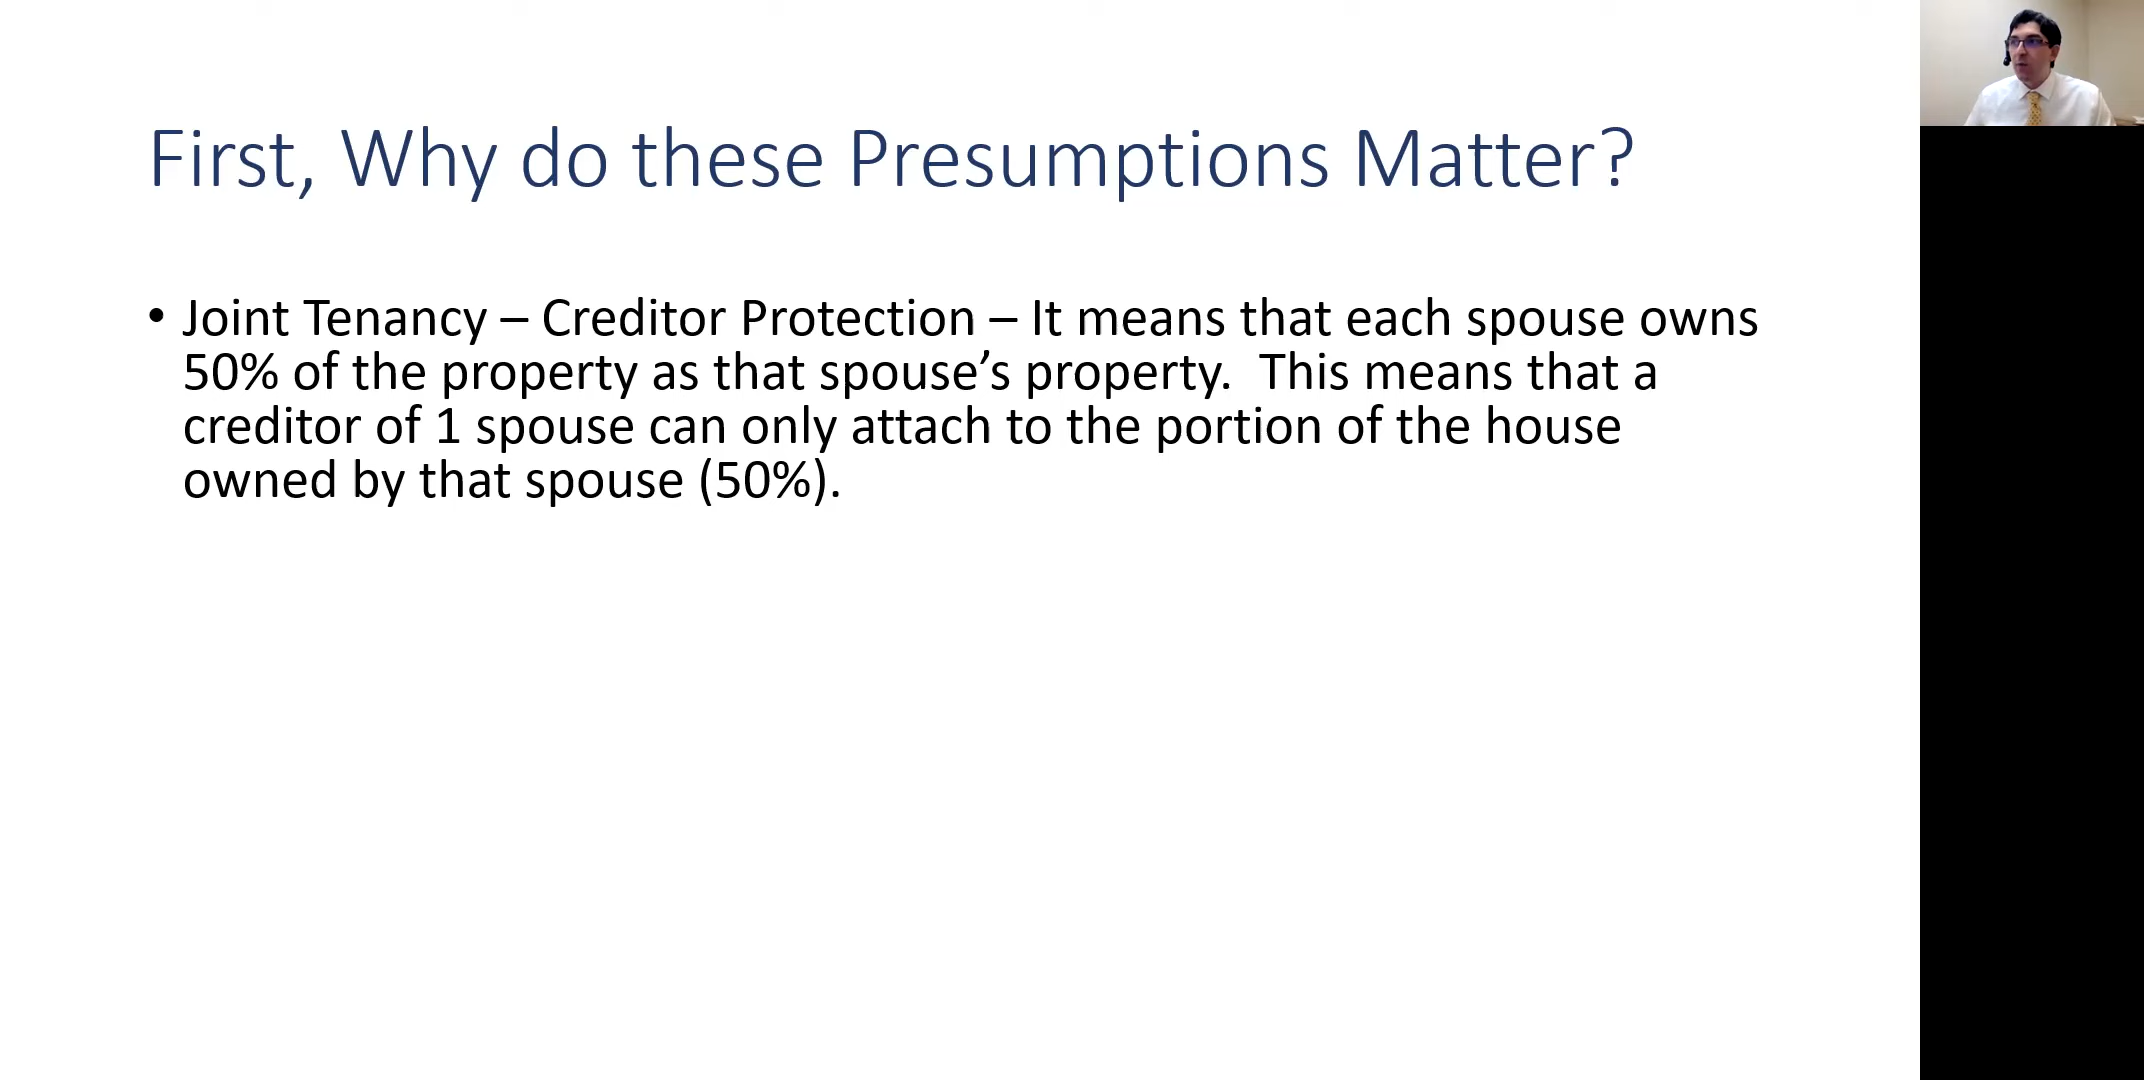 First, Why do these Presumptions Matter?
• Joint Tenancy – Creditor Protection – It means that each spouse owns
50% of the property as that spouse’s property.  This means that a
creditor of 1 spouse can only attach to the portion of the house
owned by that spouse (50%).